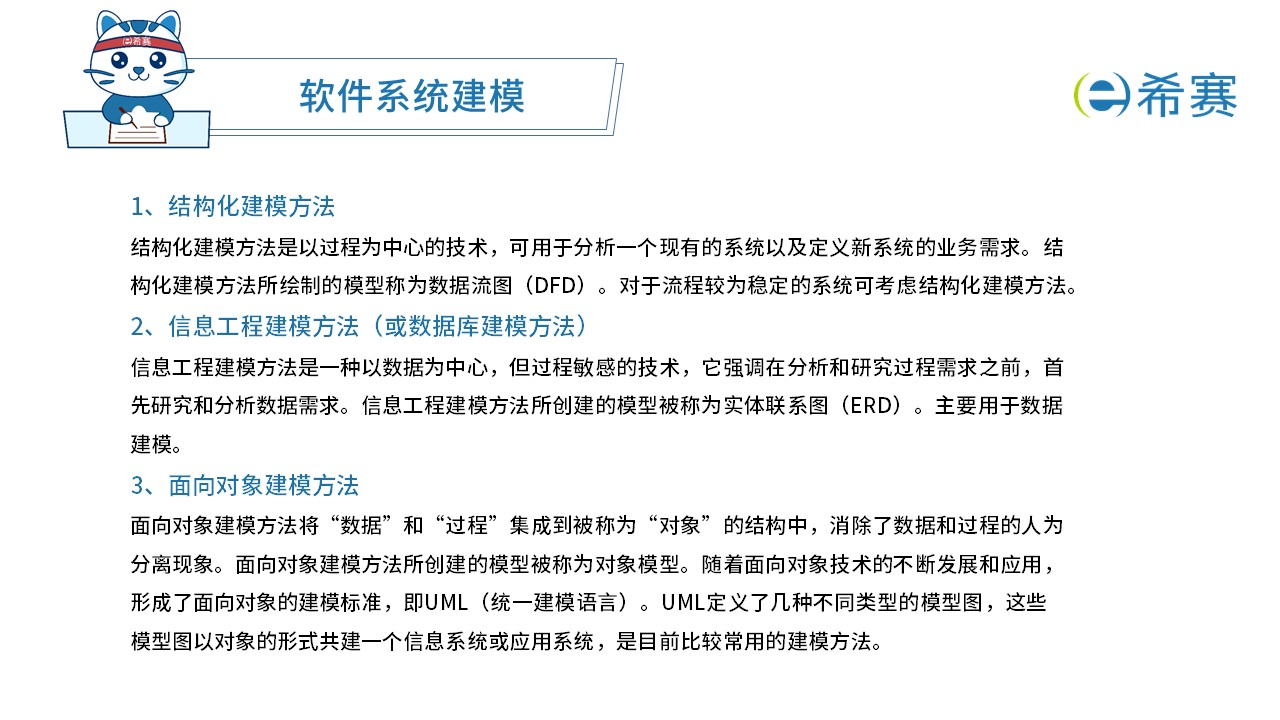 希赛
软件系统建模
希赛
1、结构化建模方法
结构化建模方法是以过程为中心的技术，可用于分析一个现有的系统以及定义新系统的业务需求。结
构化建模方法所绘制的模型称为数据流图（DFD）。对于流程较为稳定的系统可考虑结构化建模方法。
2、信息工程建模方法（或数据库建模方法）
信息工程建模方法是一种以数据为中心，但过程敏感的技术，它强调在分析和研究过程需求之前，首
先研究和分析数据需求。信息工程建模方法所创建的模型被称为实体联系图（ERD）。主要用于数据
建模。
3、面向对象建模方法
面向对象建模方法将“数据”和“过程”集成到被称为“对象”的结构中，消除了数据和过程的人为
分离现象。面向对象建模方法所创建的模型被称为对象模型。随着面向对象技术的不断发展和应用，
形成了面向对象的建模标准，即UML（统一建模语言）。UML定义了几种不同类型的模型图，这些
模型图以对象的形式共建一个信息系统或应用系统，是目前比较常用的建模方法。